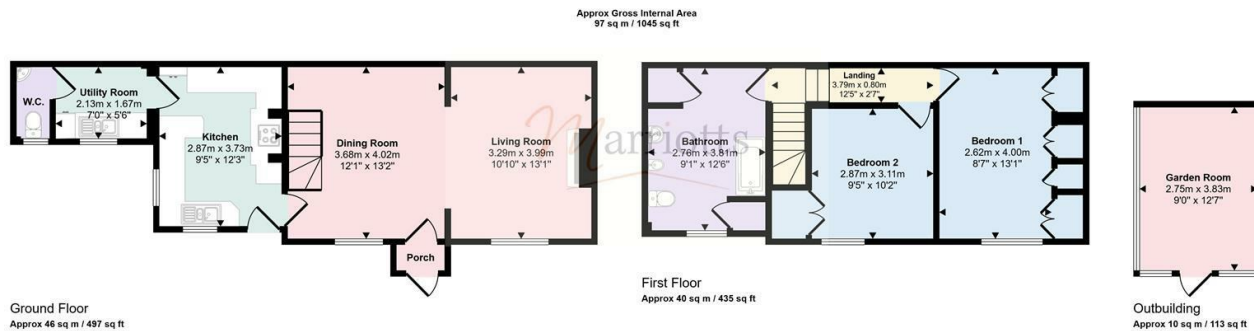 Approx Gross Internal Area
97 sq m / 1045 sq ft
W.C.
Utility Room
2.13m x 1.67m
7'0" x 5'6"
Kitchen
2.87m x 3.73m
9'5" x 12'3"
Dining Room
3.68m x 4.02m
12'1" x 13'2"
Living Room
3.29m x 3.99m
10'10" x 13'1"
Porch
Marriotts
Ground Floor
Approx 46 sq m / 497 sq ft
Landing
3.79m x 0.80m
12'5" x 2'7"
Bathroom
2.76m x 3.81m
9'1" x 12'6"
Bedroom 2
2.87m x 3.11m
9'5" x 10'2"
Bedroom 1
2.62m x 4.00m
8'7" x 13'1"
First Floor
Approx 40 sq m / 435 sq ft
Garden Room
2.75m x 3.83m
9'0" x 12'7"
Outbuilding
Approx 10 sq m / 113 sq ft